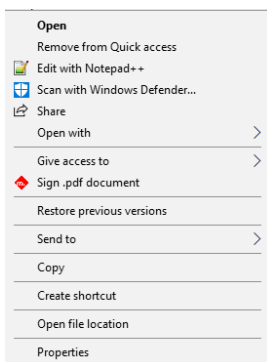 Open
Remove from Quick access
Edit with Notepad++
Scan with Windows Defender...
Share
Open with
Give access to
Sign .pdf document
Restore previous versions
Send to
Copy
Create shortcut
Open file location
Properties